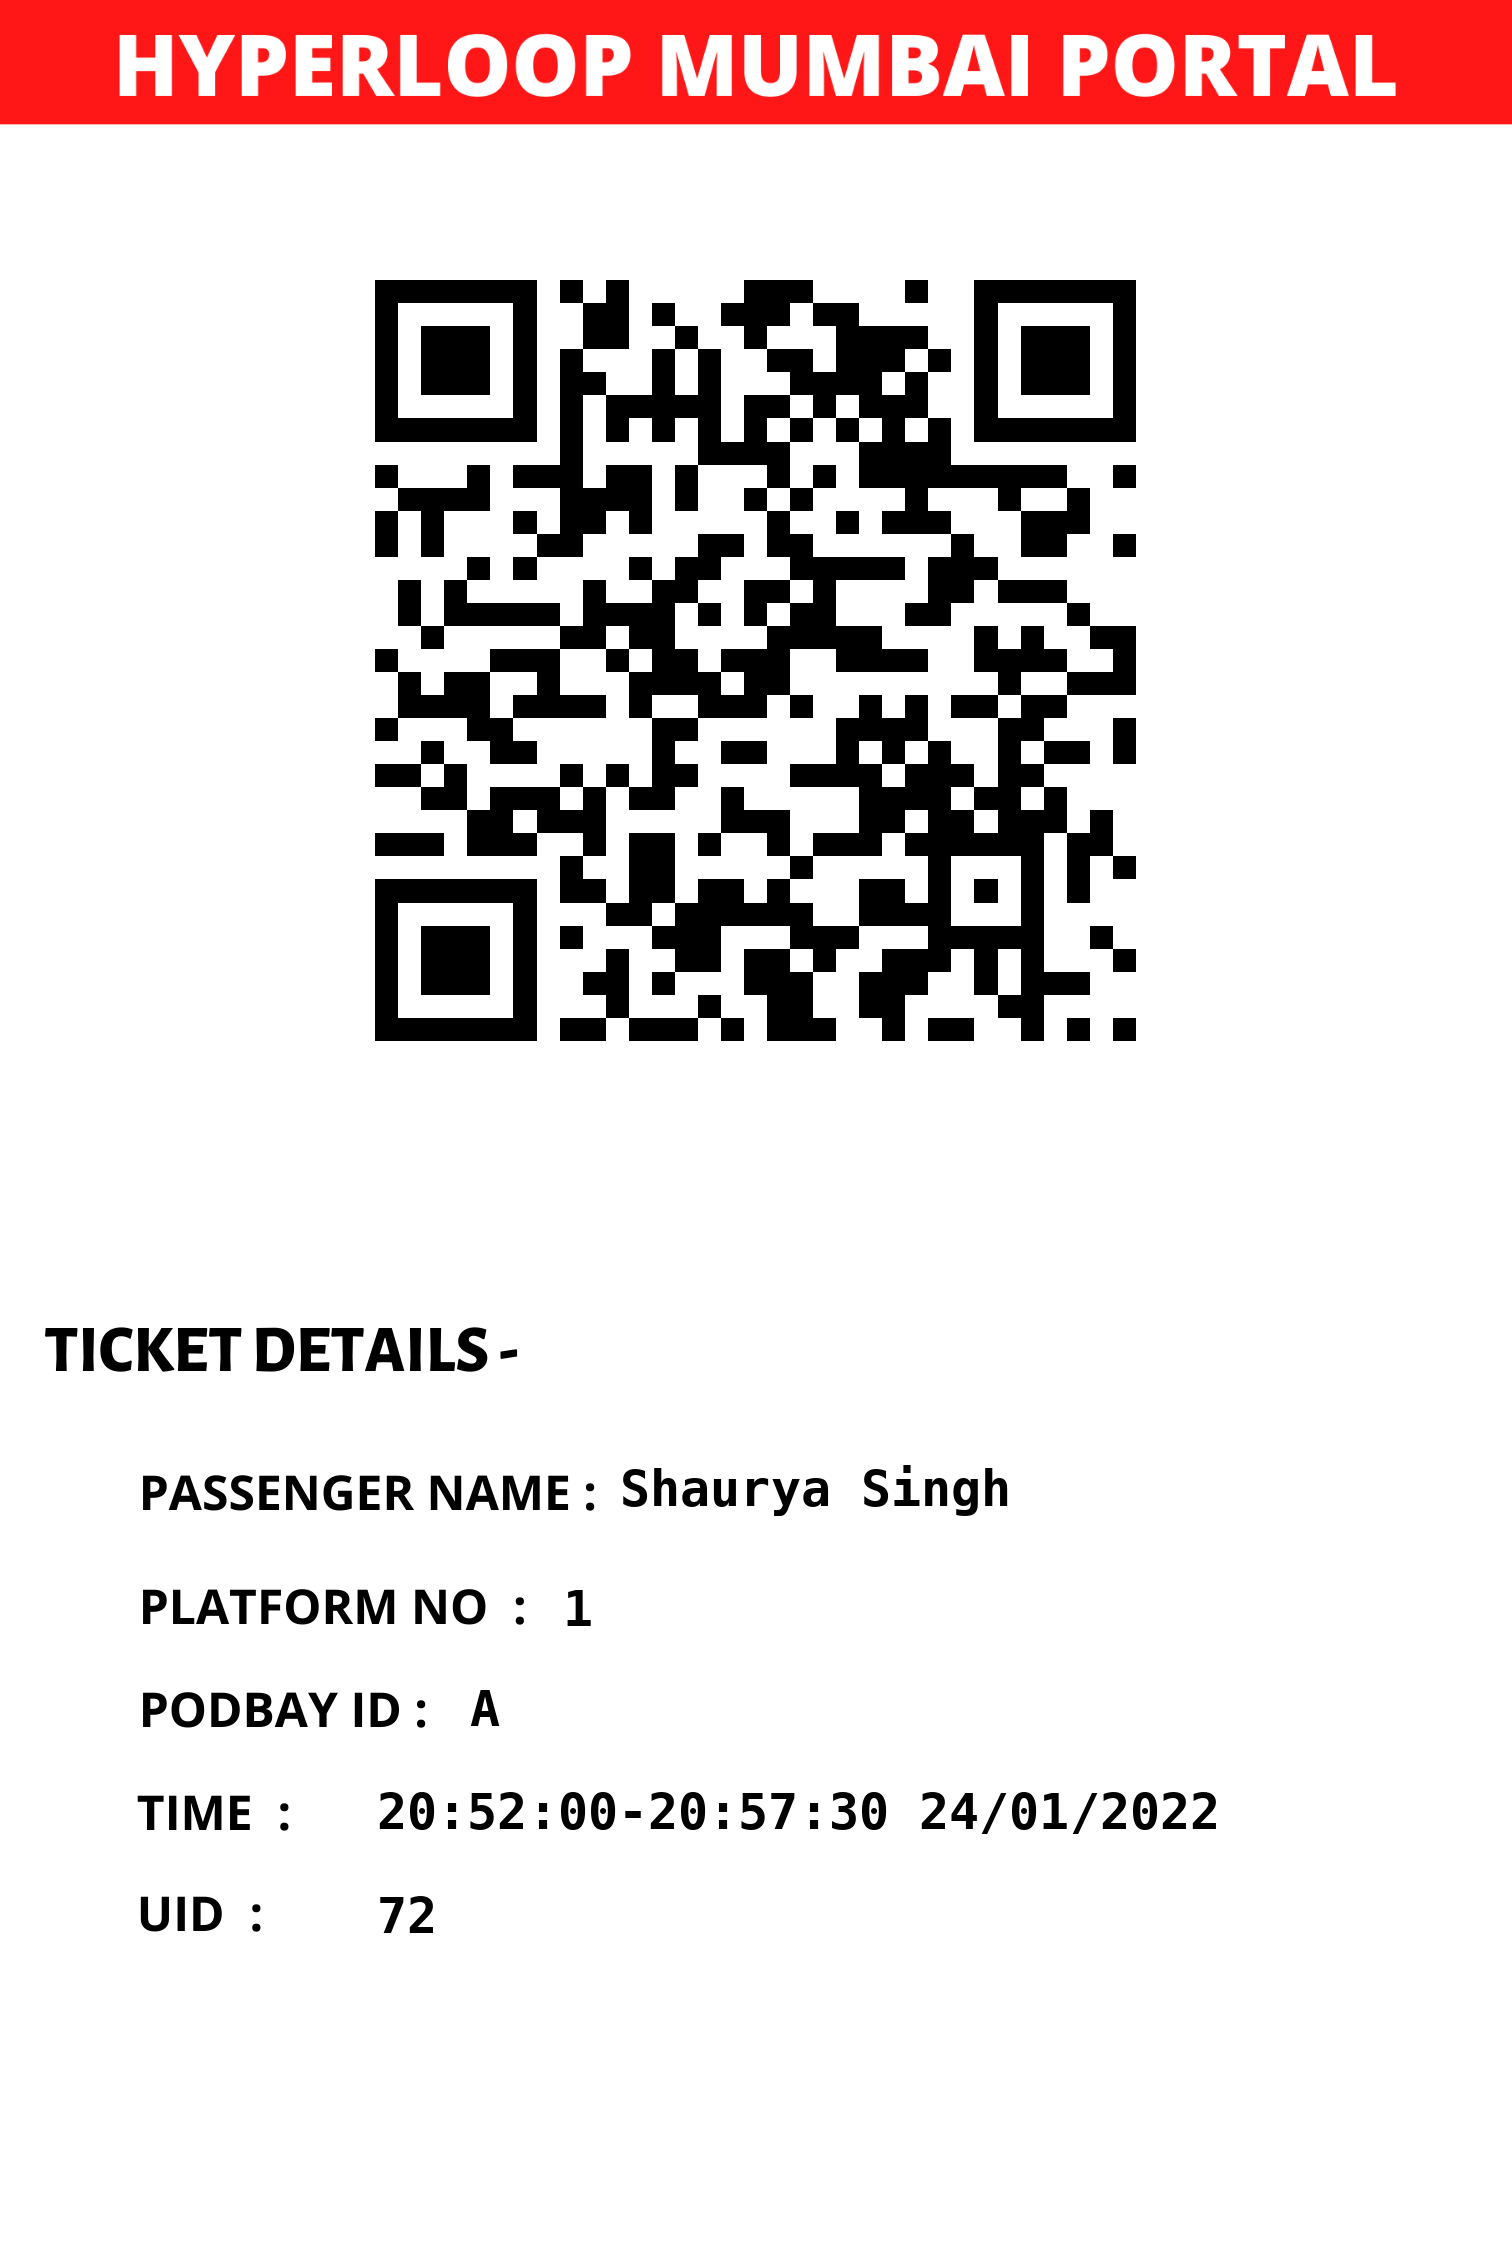 HYPERLOOP MUMBAI PORTAL
TICKET DETAILS -
PASSENGER NAME : Shaurya Singh
PLATFORM NO : 1
PODBAY ID : A
TIME : 20:52:00-20:57:30 24/01/2022
UID : 72